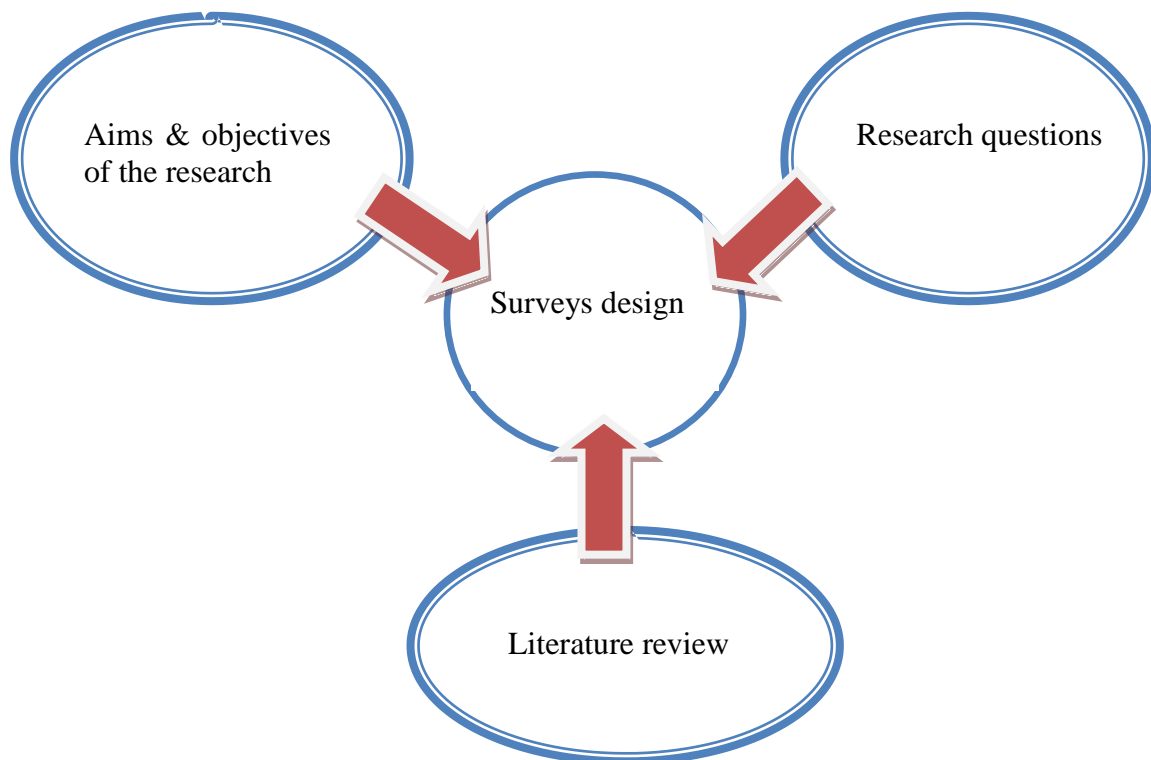 Aims & objectives
of the research
Research questions
Surveys design
Literature review